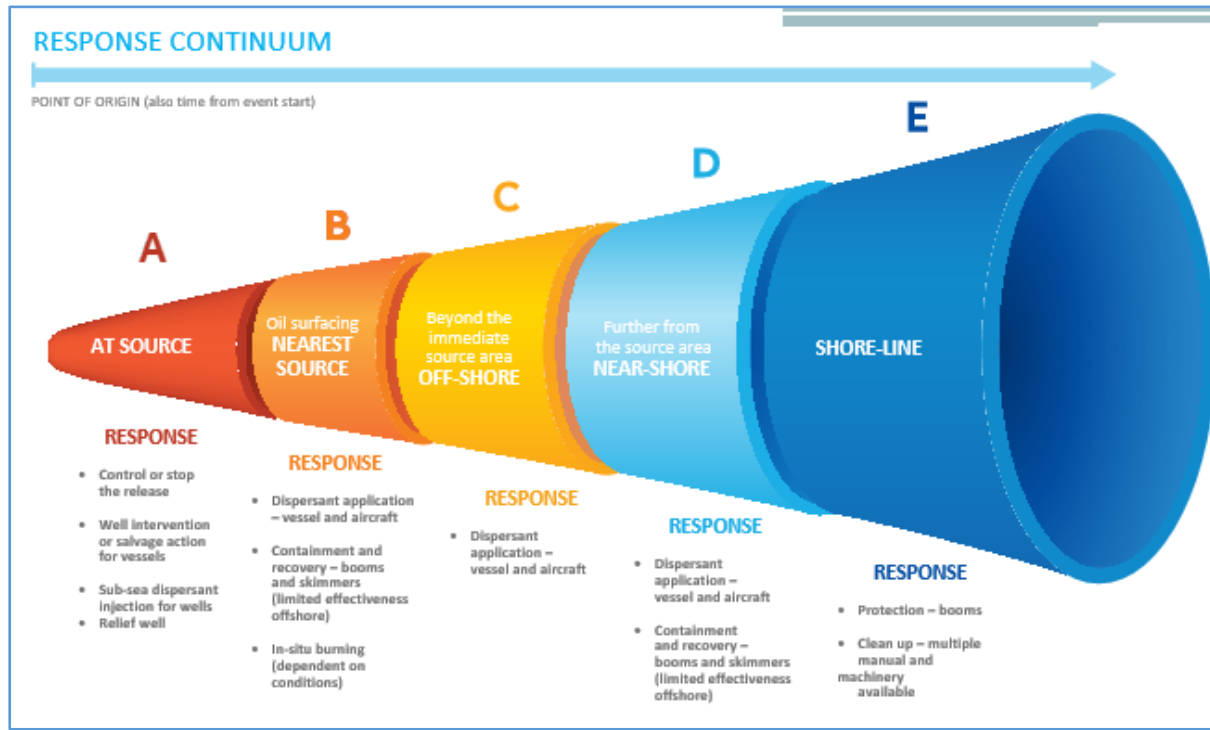 RESPONSE CONTINUUM
POINT OF ORIGIN (also time from event start)
A
B
C
D
E
AT SOURCE
Oil surfacing
NEAREST
SOURCE
Beyond the
immediate
source area
OFF-SHORE
Further from
the source area
NEAR-SHORE
SHORE-LINE
RESPONSE
• Control or stop
the release
• Well intervention
or salvage action
for vessels
• Sub-sea dispersant
injection for wells
• Relief well
RESPONSE
• Dispersant application
– vessel and aircraft
• Containment and
recovery – booms
and skimmers
(limited effectiveness
offshore)
• In-situ burning
(dependent on
conditions)
RESPONSE
• Dispersant
application –
vessel and aircraft
RESPONSE
• Dispersant
application –
vessel and aircraft
• Containment
and recovery –
booms and skimmers
(limited effectiveness
offshore)
RESPONSE
• Protection – booms
• Clean up – multiple
manual and
machinery
available